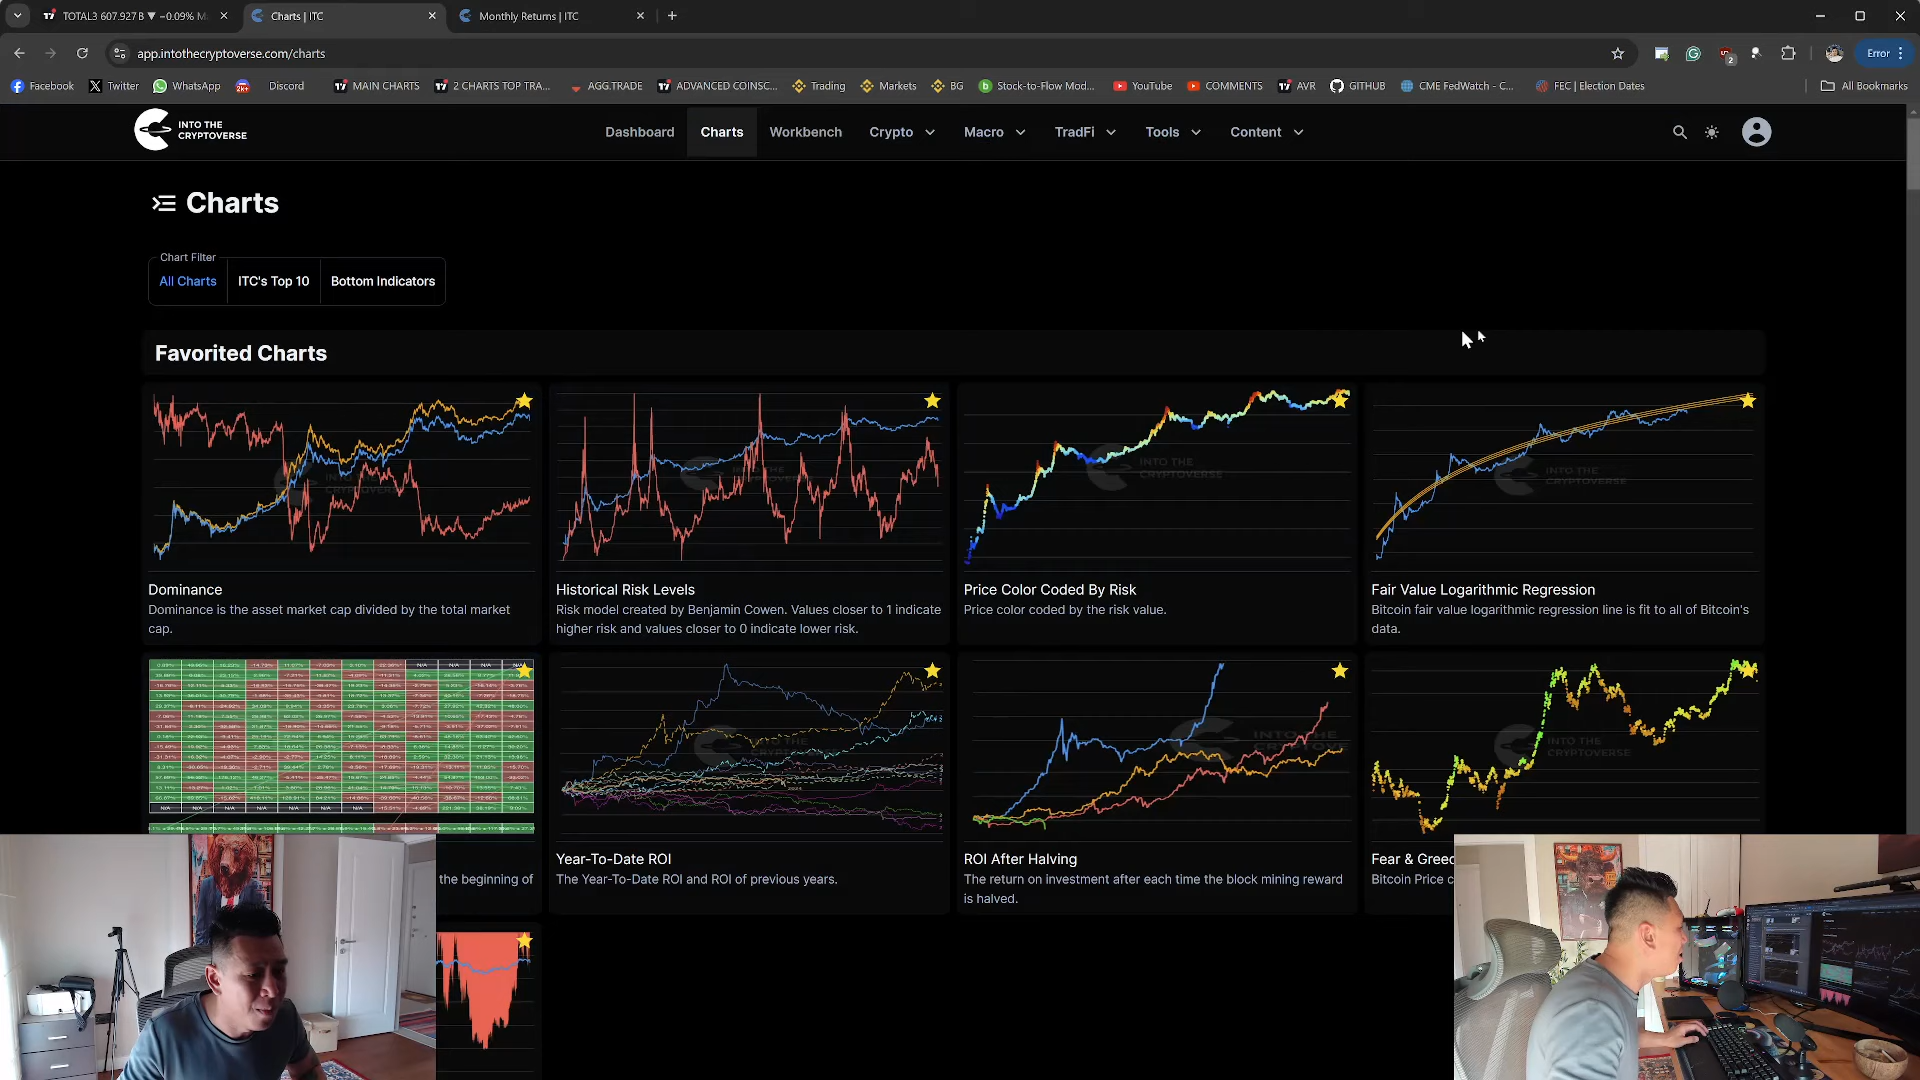 TOTAL3 607.927 B ▼ −0.09% M
Charts | ITC
Monthly Returns | ITC
app.intothecryptoverse.com/charts
Error
Facebook
Twitter
WhatsApp
Discord
MAIN CHARTS
2 CHARTS TOP TRA...
AGG.TRADE
ADVANCED COINSC...
Trading
Markets
BG
Stock-to-Flow Mod...
YouTube
COMMENTS
AVR
GITHUB
CME FedWatch - C...
FEC | Election Dates
All Bookmarks
INTO THE
CRYPTOVERSE
Dashboard
Charts
Workbench
Crypto
Macro
TradFi
Tools
Content
Charts
Chart Filter
All Charts
ITC's Top 10
Bottom Indicators
Favorited Charts
Dominance
Dominance is the asset market cap divided by the total market
cap.
Historical Risk Levels
Risk model created by Benjamin Cowen. Values closer to 1 indicate
higher risk and values closer to 0 indicate lower risk.
Price Color Coded By Risk
Price color coded by the risk value.
Fair Value Logarithmic Regression
Bitcoin fair value logarithmic regression line is fit to all of Bitcoin's
data.
the beginning of
Year-To-Date ROI
The Year-To-Date ROI and ROI of previous years.
ROI After Halving
The return on investment after each time the block mining reward
is halved.
Fear & Greed
Bitcoin Price c